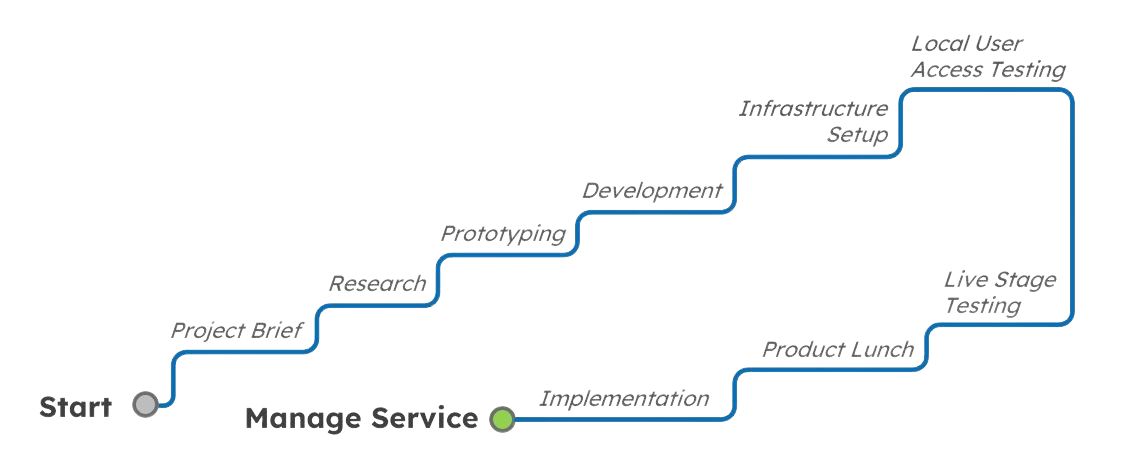 Local User
Access Testing
Infrastructure
Setup
Development
Prototyping
Research
Live Stage
Testing
Project Brief
Product Lunch
Implementation
Start
Manage Service